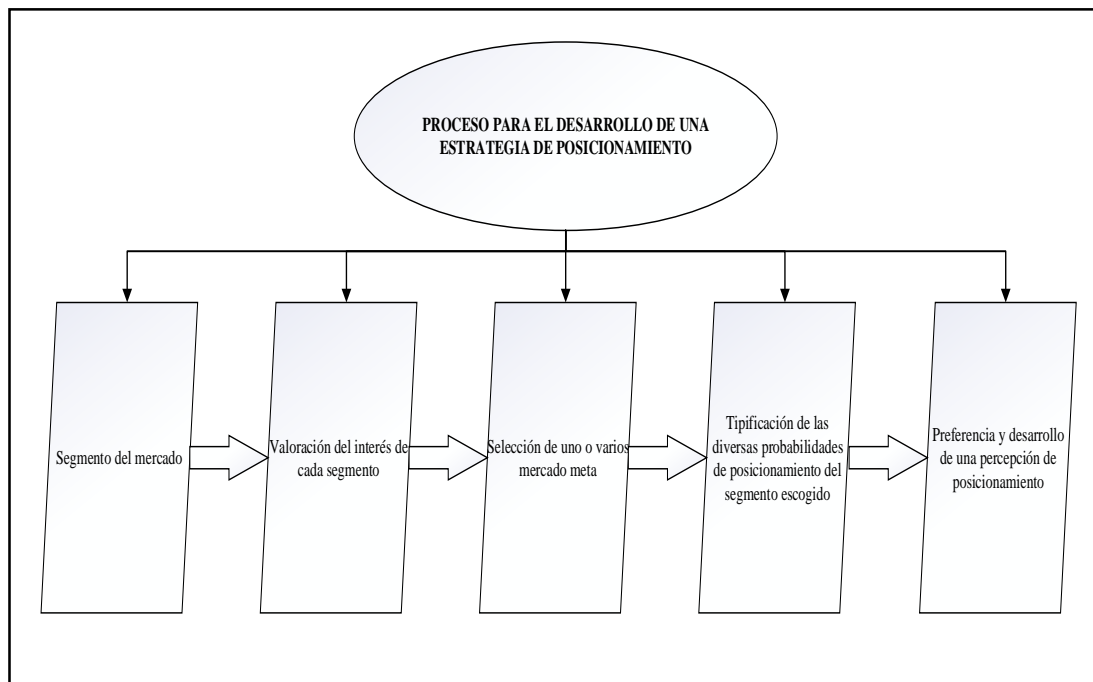 PROCESO PARA EL DESARROLLO DE UNA
ESTRATEGIA DE POSICIONAMIENTO
Segmento del mercado
Valoración del interés de
cada segmento
Selección de uno o varios
mercado meta
Tipificación de las
diversas probabilidades
de posicionamiento del
segmento escogido
Preferencia y desarrollo
de una percepción de
posicionamiento